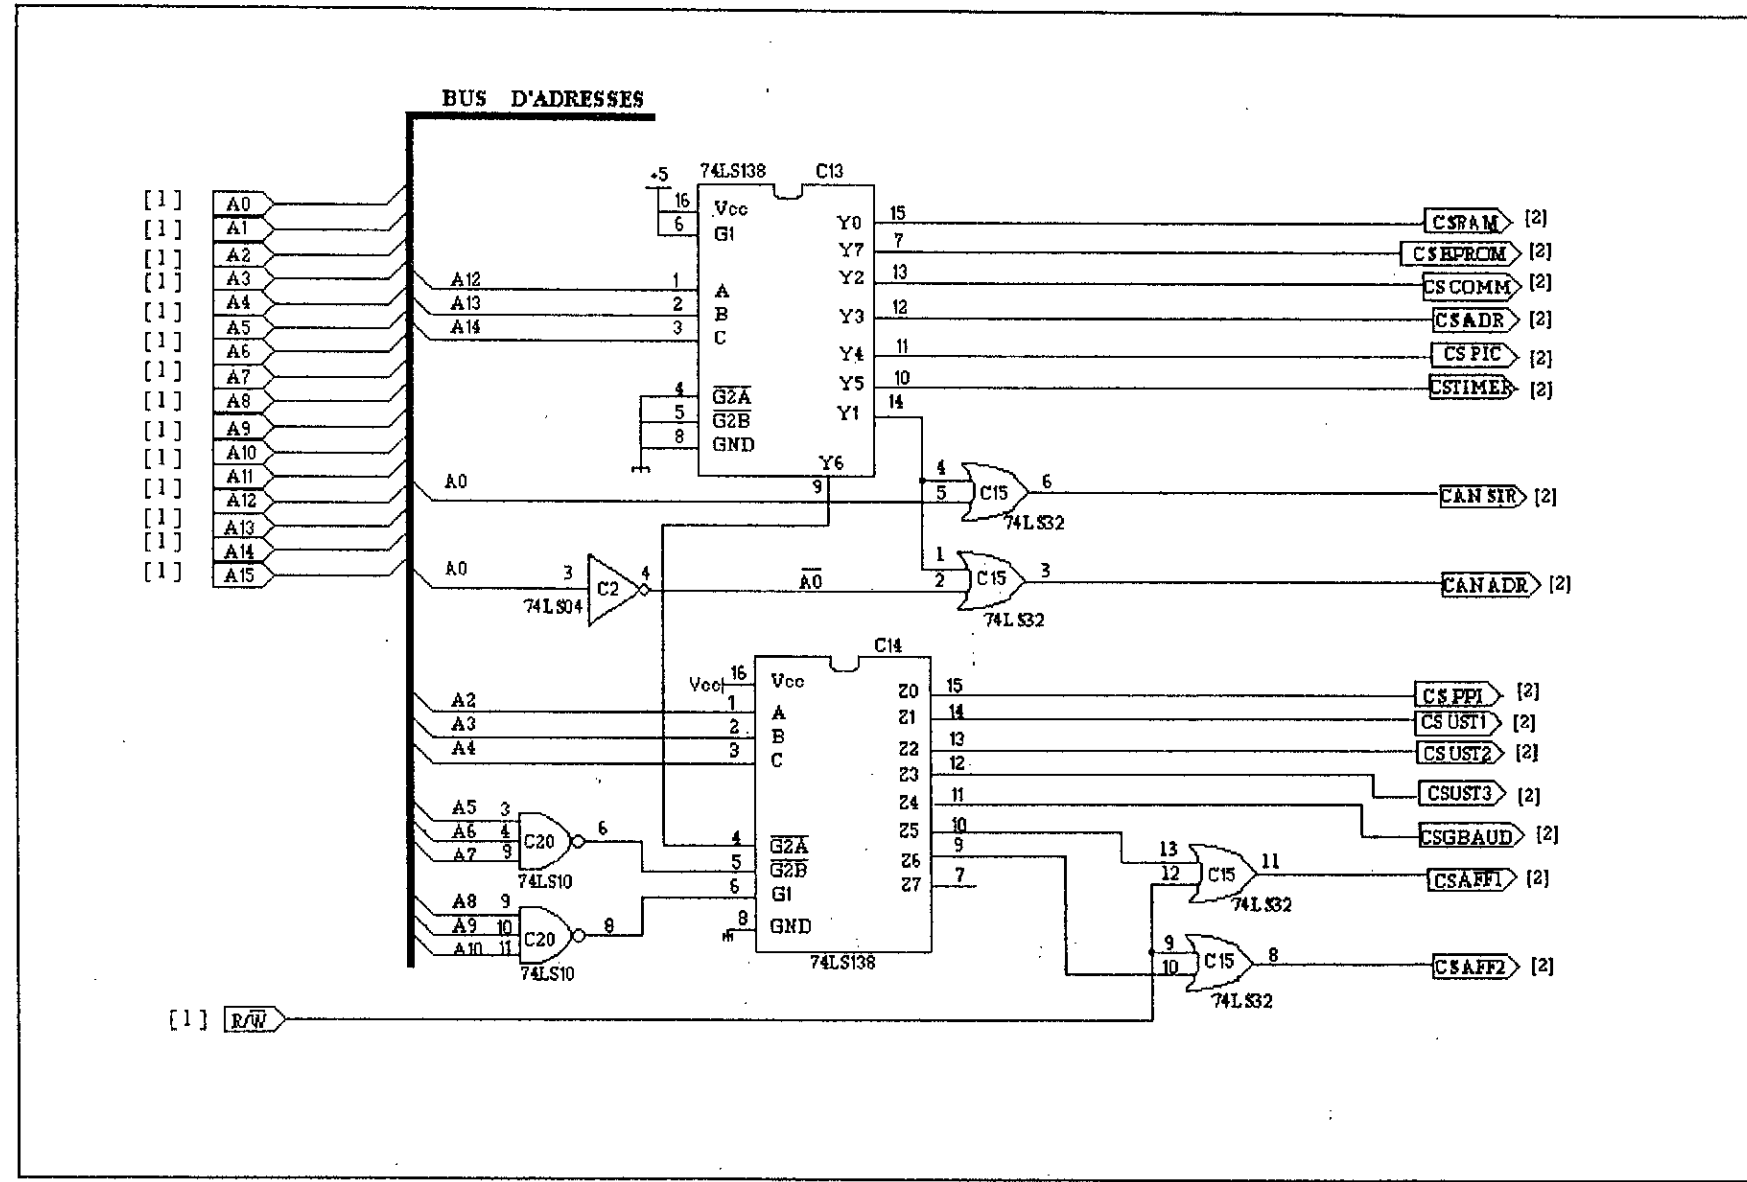 BUS D'ADRESSES
[1] A0
[1] A1
[1] A2
[1] A3
[1] A4
A5
[1] A6
[1] A7
[1] A8
[1] A9
[1] A10
A11
[1] A12
[1] A13
[1] A14
[1] A15
74LS138 C13
+5
16 Vcc
6 G1
A12 1 A
A13 2 B
A14 3 C
4 G2A
5 G2B
8 GND
Y6
9
Y0 15 CSRAM [2]
Y7 7 CSEPROM [2]
Y2 13 CSCOMM [2]
Y3 12 CSADR [2]
Y4 11 CSPIC [2]
Y5 10 CSTIMER [2]
Y1 14
A0 4 5 C15 6 CANSIR [2]
74LS32
A0 3 C2 4 A0 1 2 C15 3 CANADR [2]
74LS04
74LS32
C14
Vcc 16 Vcc
A2 1 A
A3 2 B
A4 3 C
A5 3
A6 4 C20 6
A7 9
74LS10
A8 9
A9 10 C20 8
A10 11
74LS10
4 G2A
5 G2B
6 G1
8 GND
74LS138
Z0 15 CSPPI [2]
Z1 14 CSUST1 [2]
Z2 13 CSUST2 [2]
Z3 12 CSUST3 [2]
Z4 11 CSGBAUD [2]
Z5 10
Z6 9
Z7 7
13 12 C15 11 CSAFF1 [2]
74LS32
9 10 C15 8 CSAFF2 [2]
74LS32
[1] R/W